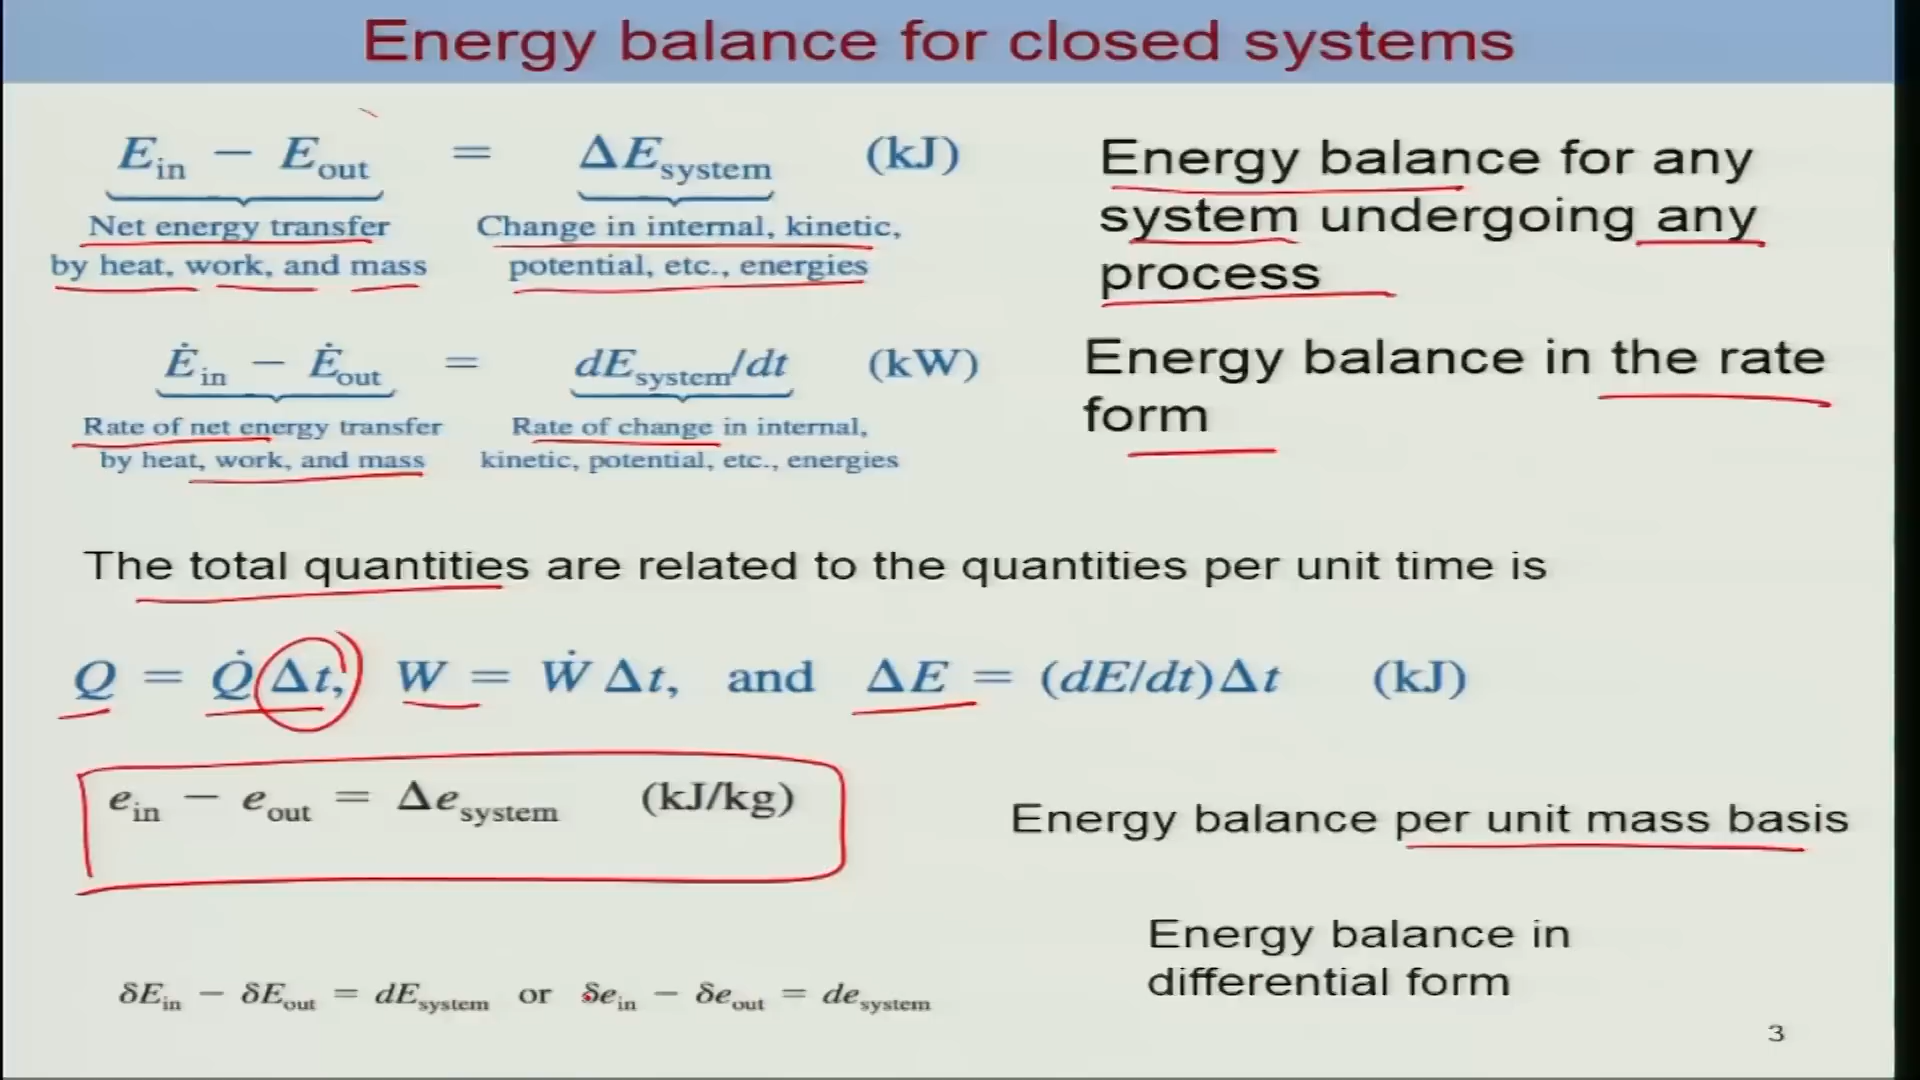 Energy balance for closed systems
E_in − E_out = ΔE_system (kJ)
Net energy transfer
by heat, work, and mass
Change in internal, kinetic,
potential, etc., energies
Energy balance for any
system undergoing any
process
Ė_in − Ė_out = dE_system/dt (kW)
Rate of net energy transfer
by heat, work, and mass
Rate of change in internal,
kinetic, potential, etc., energies
Energy balance in the rate
form
The total quantities are related to the quantities per unit time is
Q = Q̇ Δt, W = Ẇ Δt, and ΔE = (dE/dt)Δt (kJ)
e_in − e_out = Δe_system (kJ/kg)
Energy balance per unit mass basis
δE_in − δE_out = dE_system or δe_in − δe_out = de_system
Energy balance in
differential form
3